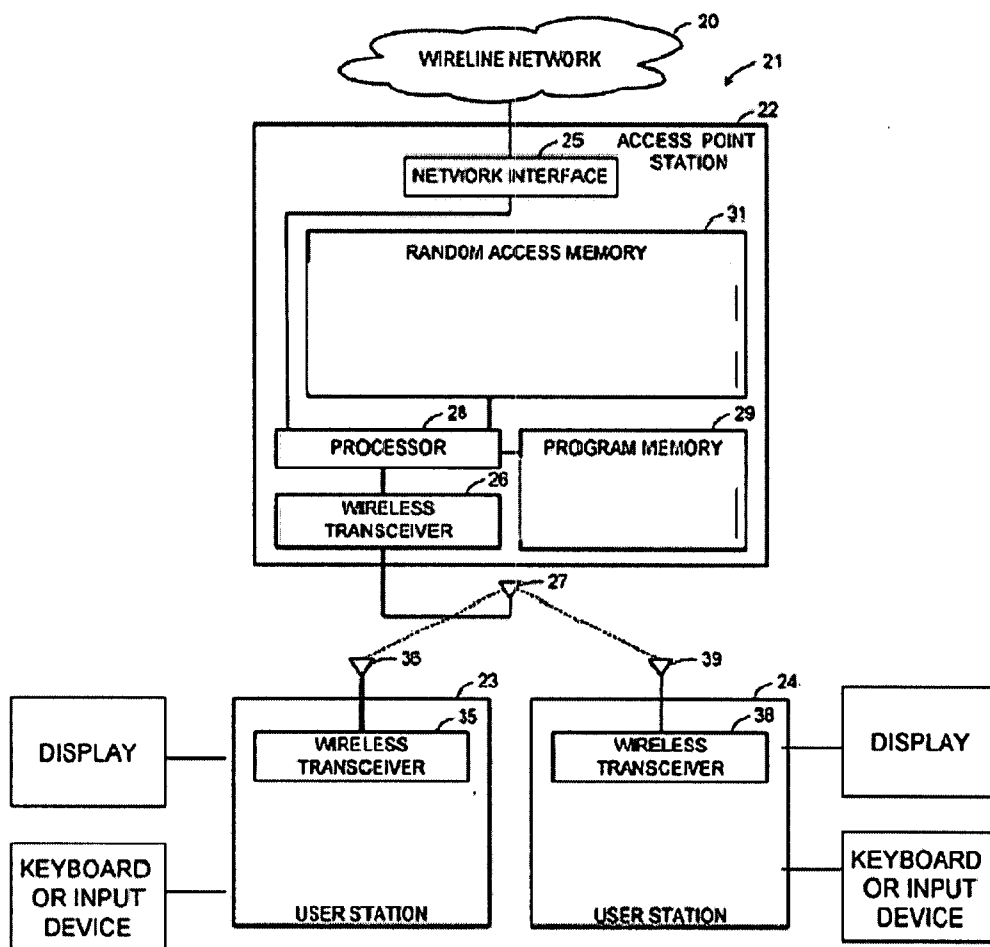 20
WIRELINE NETWORK
21
22
ACCESS POINT
STATION
25
NETWORK INTERFACE
31
RANDOM ACCESS MEMORY
28
PROCESSOR
29
PROGRAM MEMORY
26
WIRELESS
TRANSCEIVER
27
36
39
23
24
35
WIRELESS
TRANSCEIVER
38
WIRELESS
TRANSCEIVER
DISPLAY
DISPLAY
KEYBOARD
OR INPUT
DEVICE
USER STATION
USER STATION
KEYBOARD
OR INPUT
DEVICE